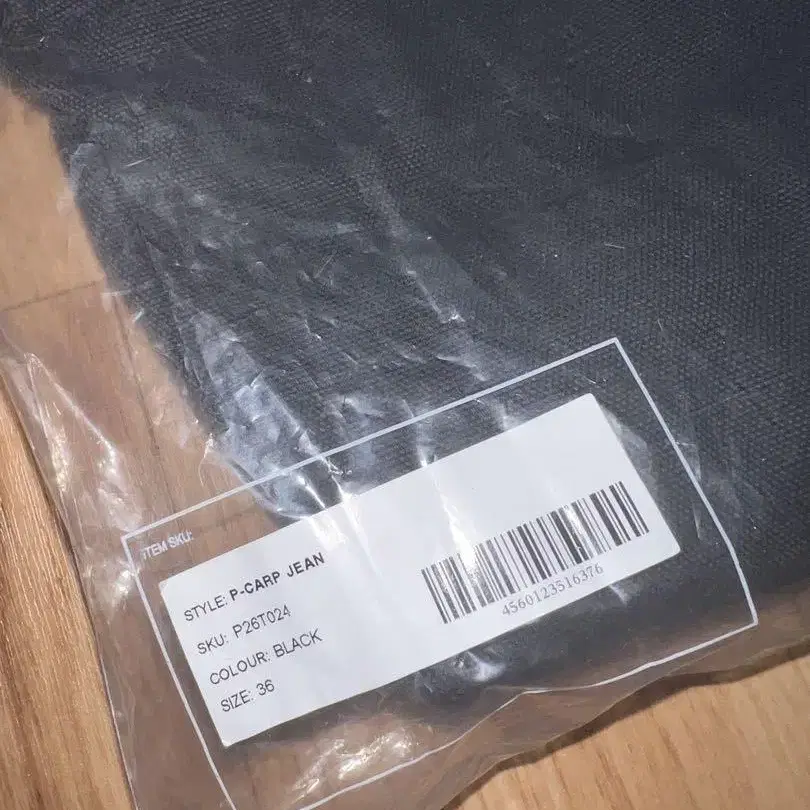 ITEM SKU:
STYLE: P-CARP JEAN
SKU: P26T024
COLOUR: BLACK
SIZE: 36
4560123516376